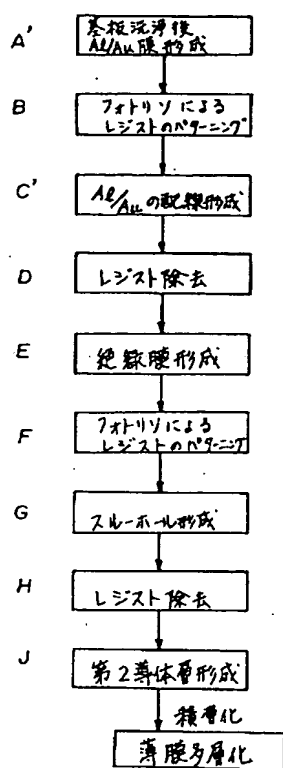 A'
基板洗浄後
Al/Au膜形成
B
フォトリソによる
レジストのパターニング
C'
Al/Auの配線形成
D
レジスト除去
E
絶縁膜形成
F
フォトリソによる
レジストのパターニング
G
スルーホール形成
H
レジスト除去
J
第2導体層形成
積層化
薄膜多層化